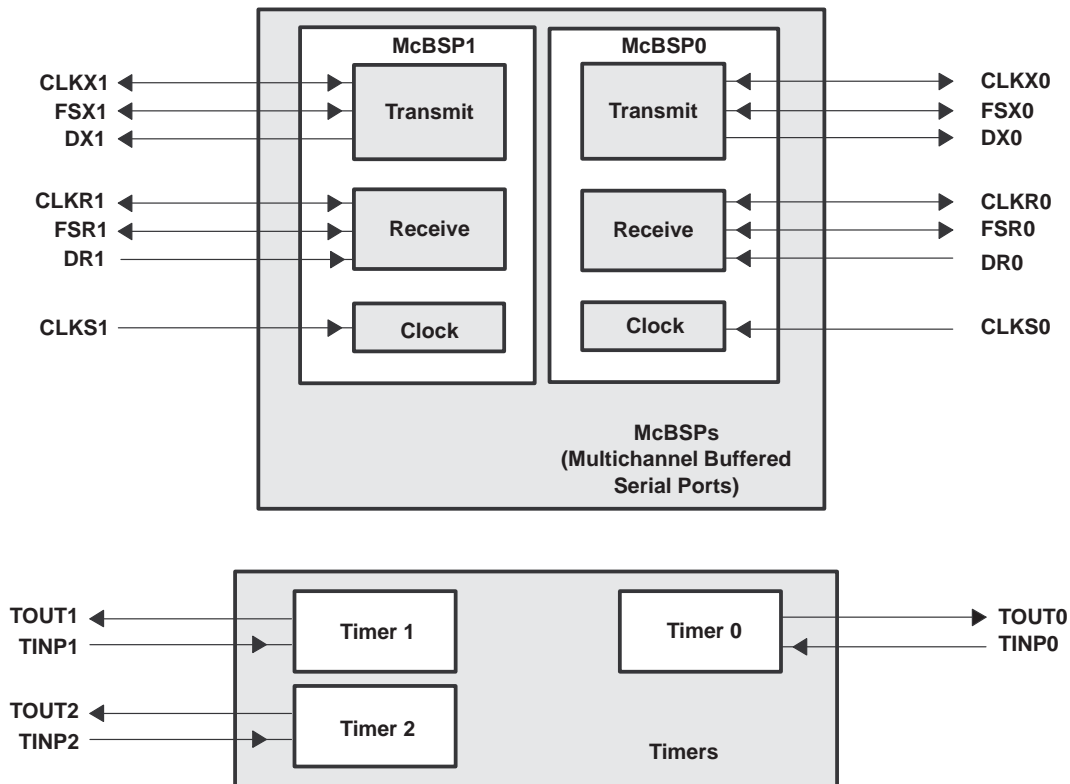 McBSP1
McBSP0
CLKX1
FSX1
DX1
Transmit
Transmit
CLKX0
FSX0
DX0
CLKR1
FSR1
DR1
Receive
Receive
CLKR0
FSR0
DR0
CLKS1
Clock
Clock
CLKS0
McBSPs
(Multichannel Buffered
Serial Ports)
TOUT1
TINP1
Timer 1
Timer 0
TOUT0
TINP0
TOUT2
TINP2
Timer 2
Timers